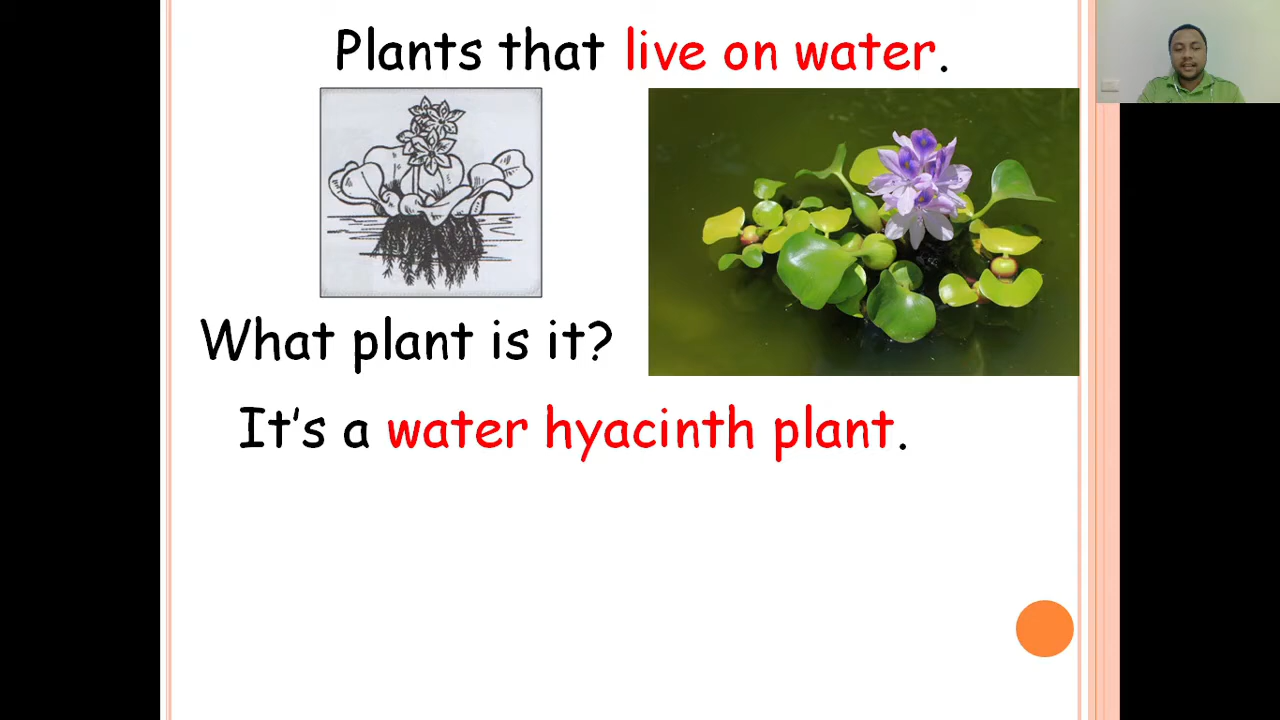 Plants that live on water.
What plant is it?
It's a water hyacinth plant.